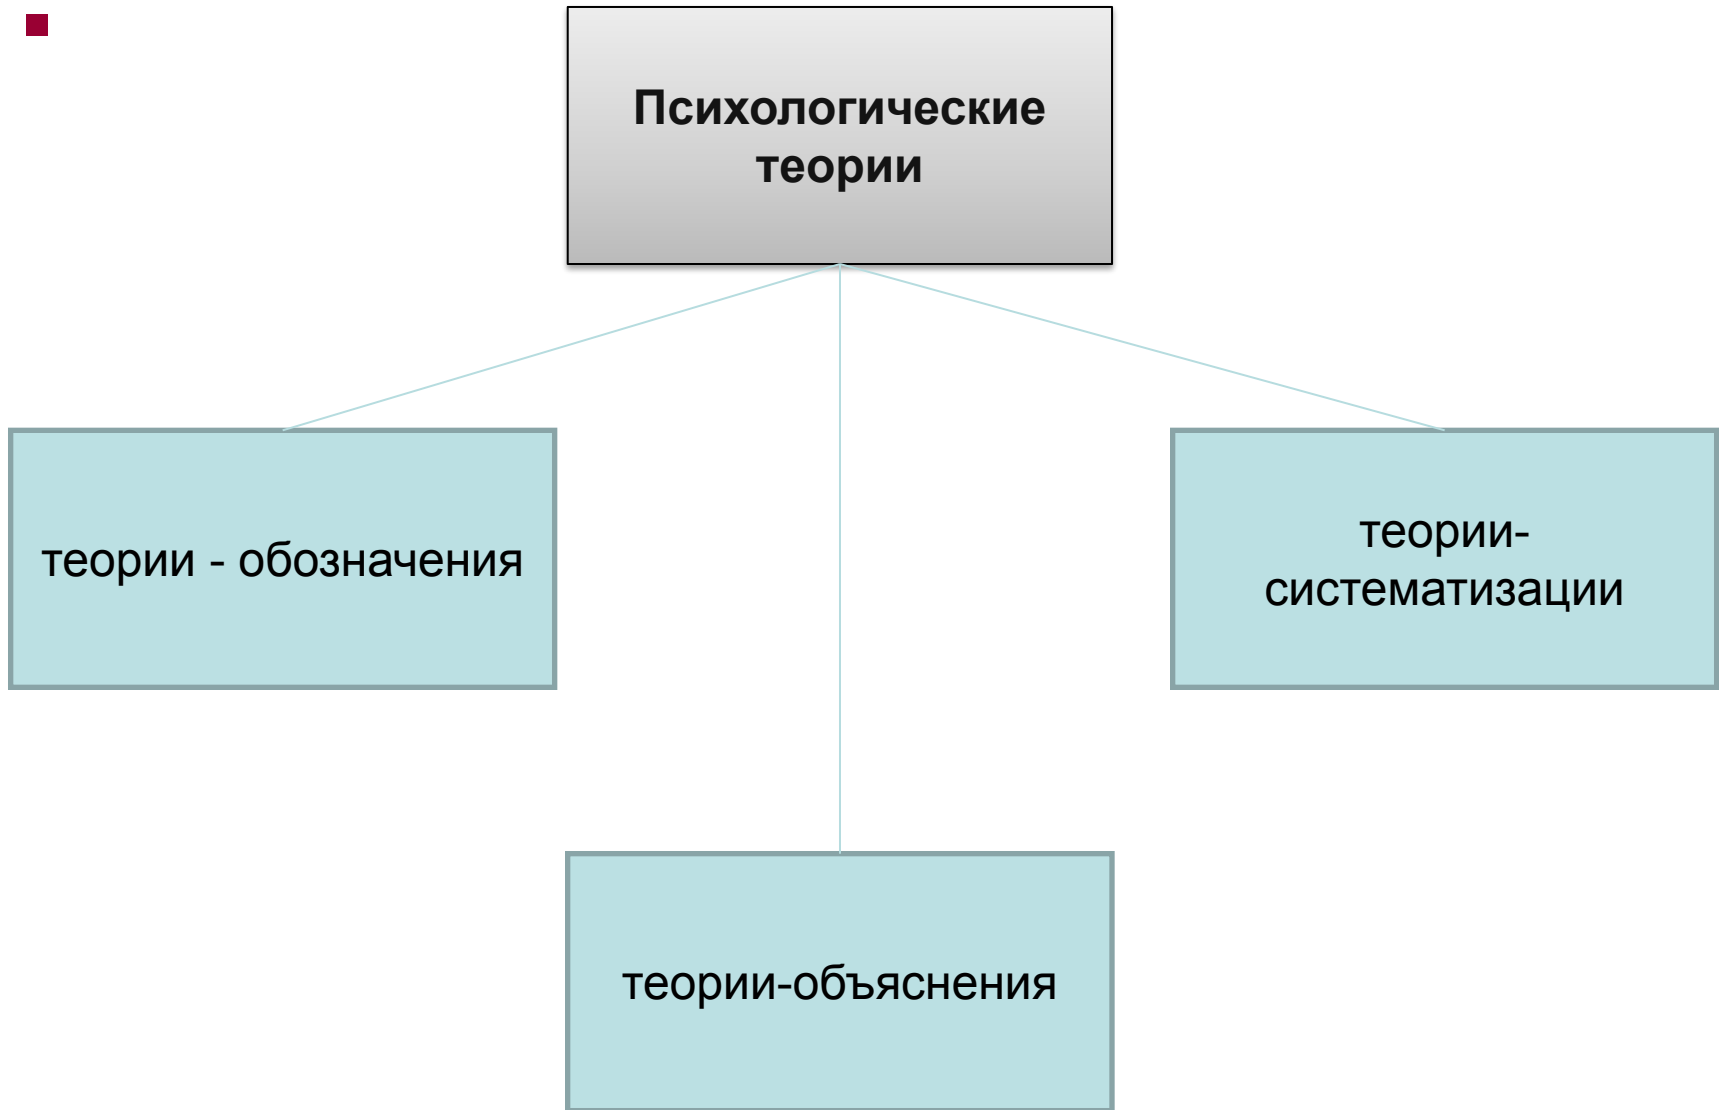 Психологические
теории
теории - обозначения
теории-
систематизации
теории-объяснения